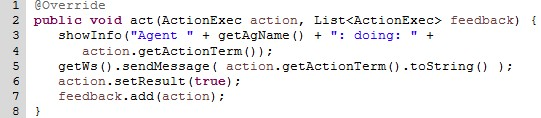 1 @Override
2 public void act(ActionExec action, List<ActionExec> feedback) {
3 showInfo("Agent " + getAgName() + ": doing: " +
4 action.getActionTerm());
5 getWs().sendMessage( action.getActionTerm().toString() );
6 action.setResult(true);
7 feedback.add(action);
8 }